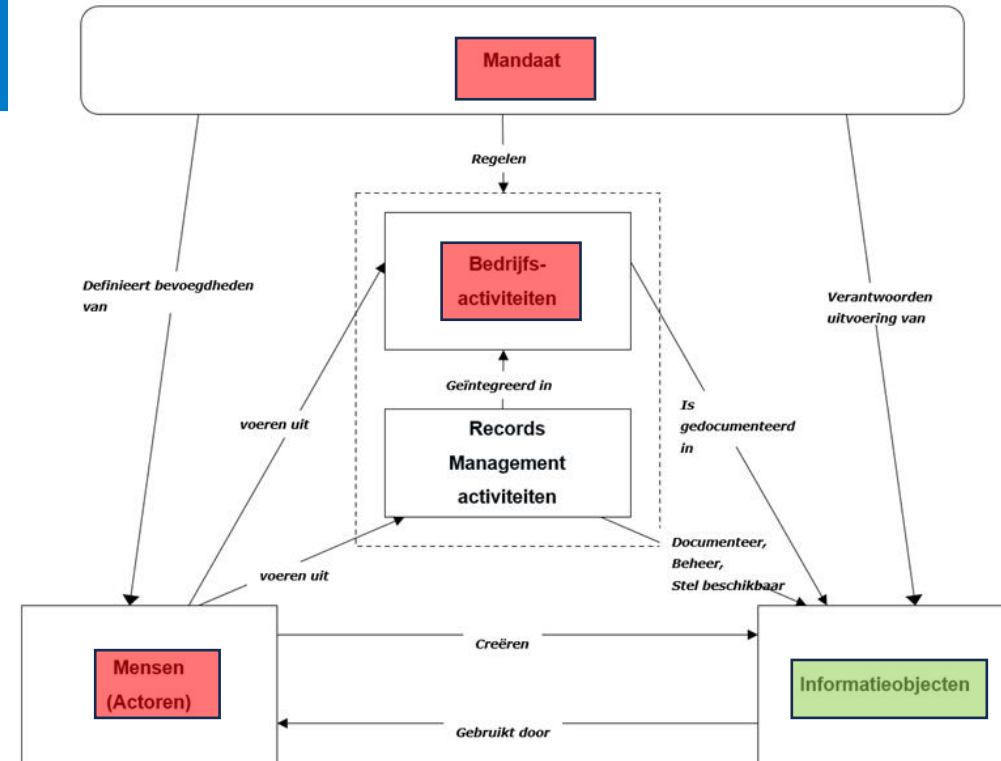 Mandaat
Regelen
Bedrijfs-
activiteiten
Definieert bevoegdheden
van
Verantwoorden
uitvoering van
Geïntegreerd in
voeren uit
Is
gedocumenteerd
in
Records
Management
activiteiten
Documenteer,
Beheer,
Stel beschikbaar
voeren uit
Creëren
Mensen
(Actoren)
Informatieobjecten
Gebruikt door